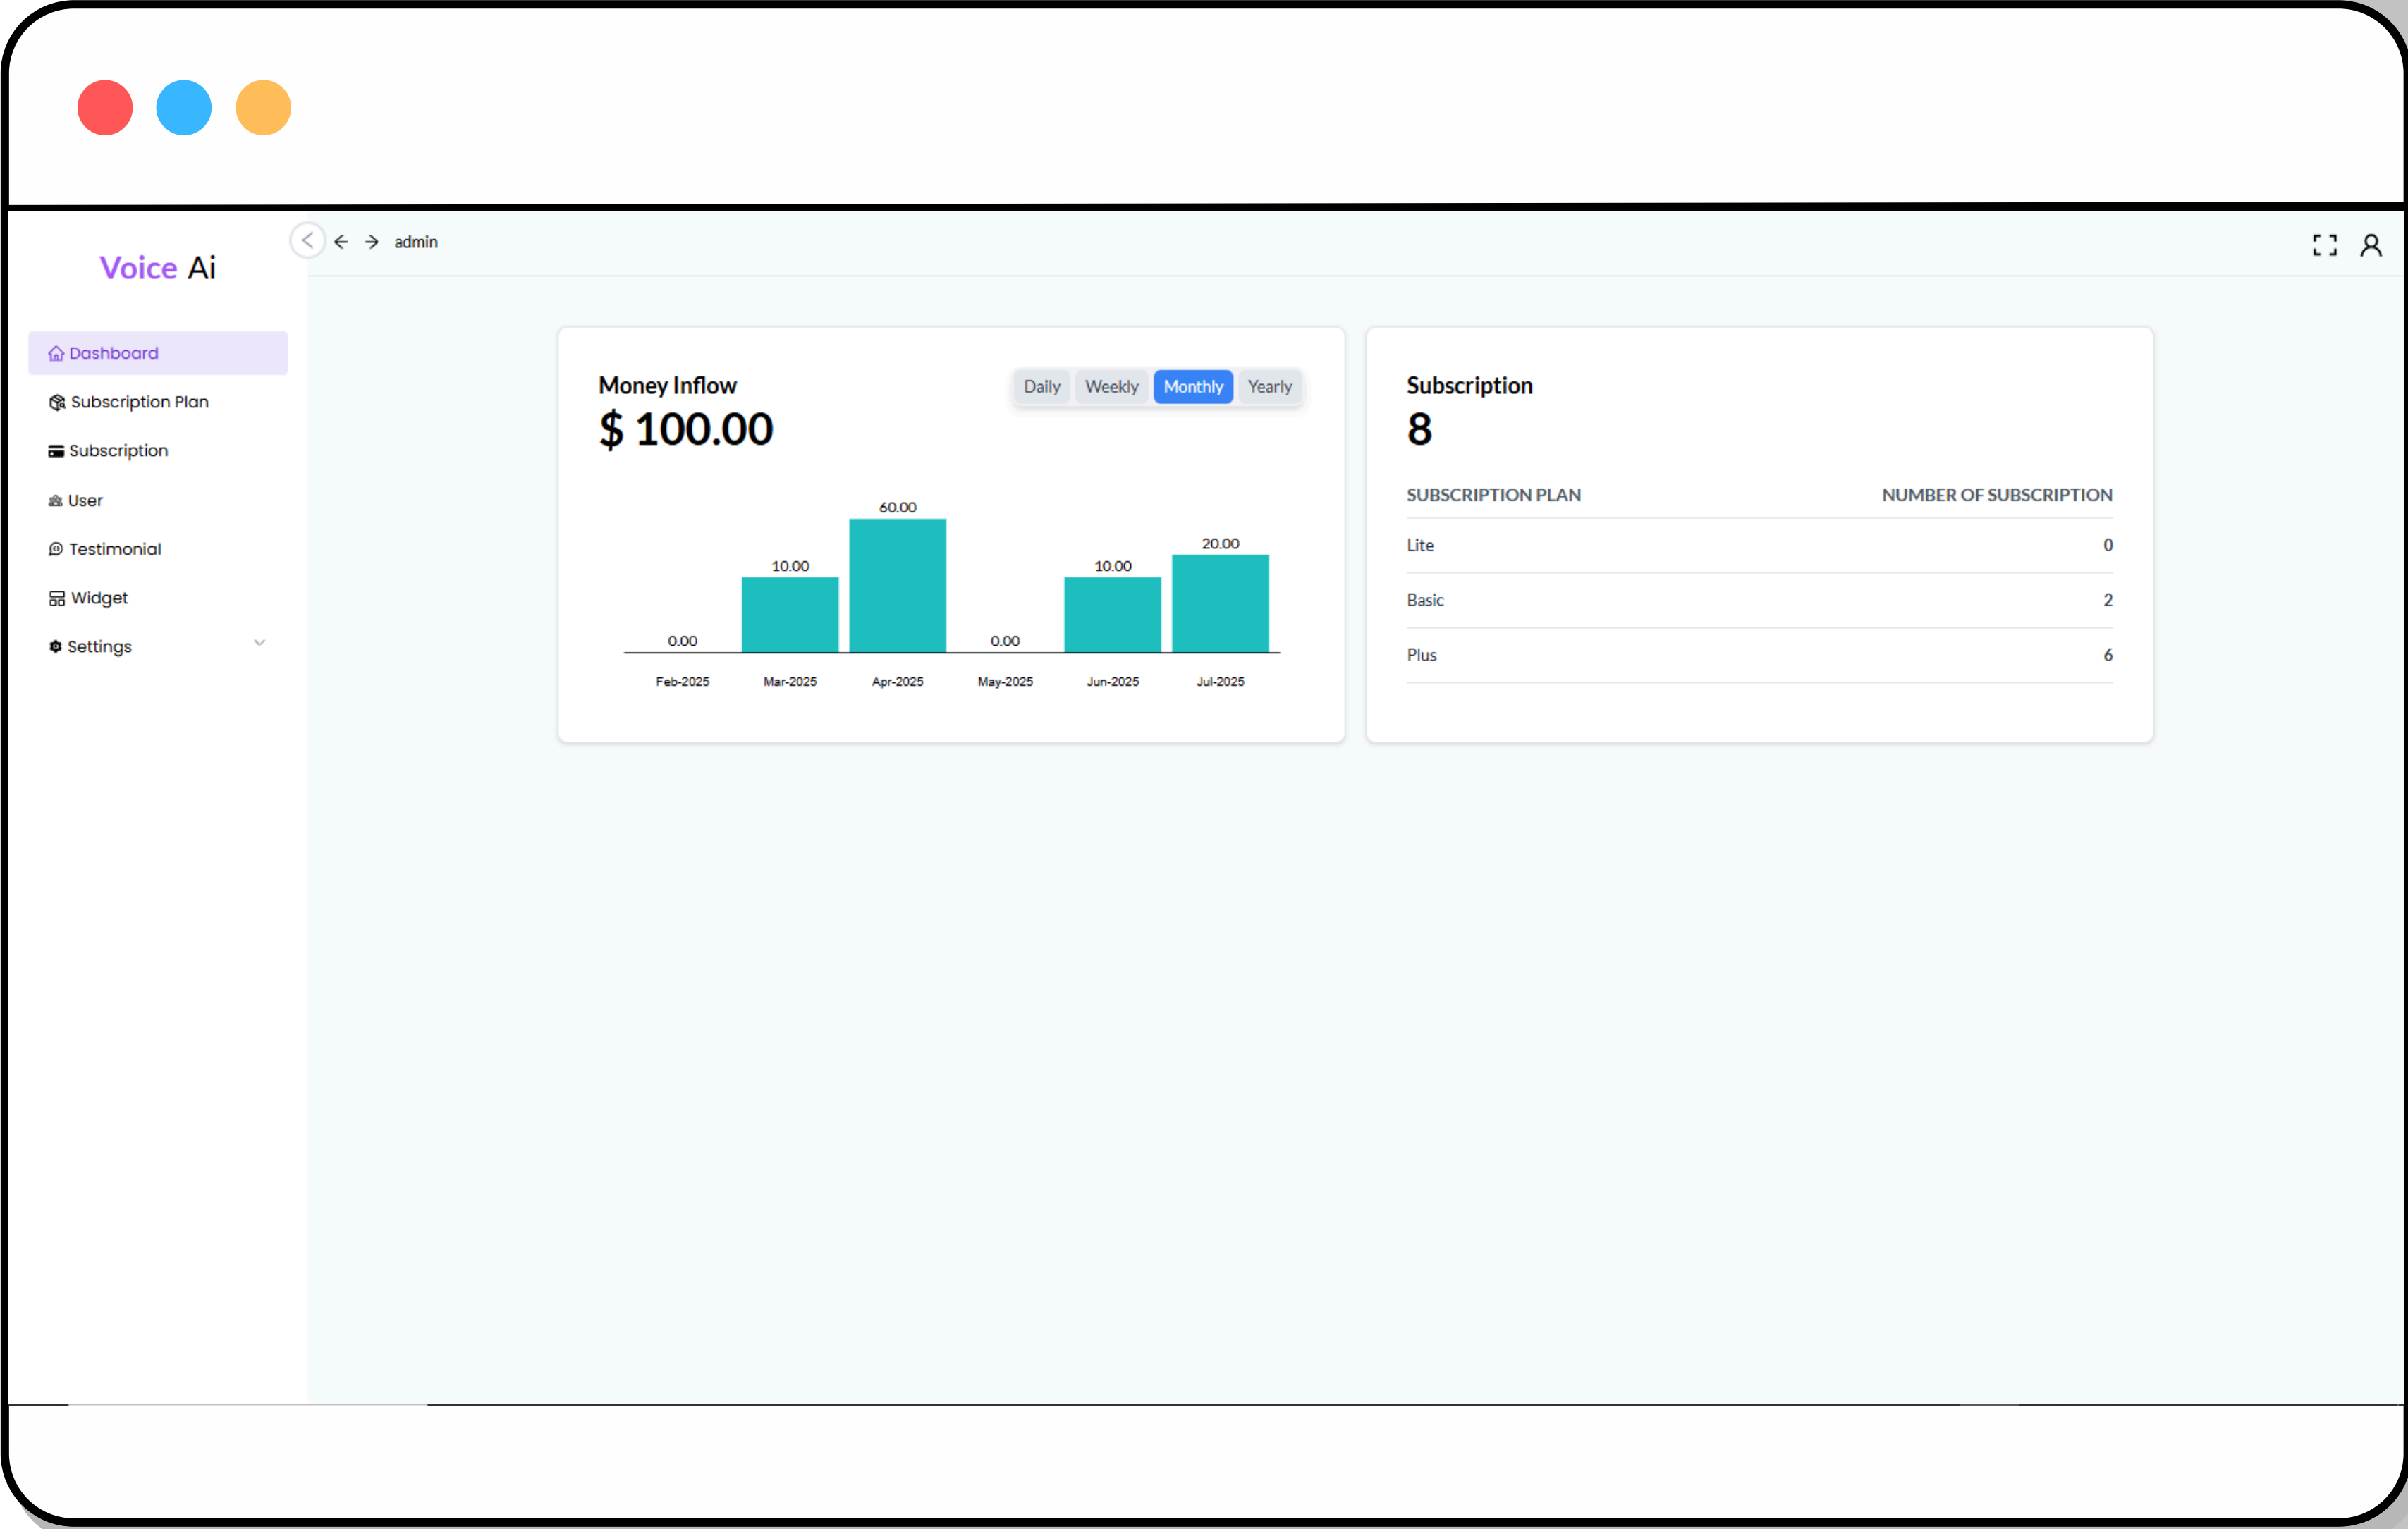 Voice Ai
admin
Dashboard
Subscription Plan
Subscription
User
Testimonial
Widget
Settings
Money Inflow
$ 100.00
Daily Weekly Monthly Yearly
60.00
20.00
10.00 10.00
0.00 0.00
Feb-2025 Mar-2025 Apr-2025 May-2025 Jun-2025 Jul-2025
Subscription
8
SUBSCRIPTION PLAN NUMBER OF SUBSCRIPTION
Lite 0
Basic 2
Plus 6